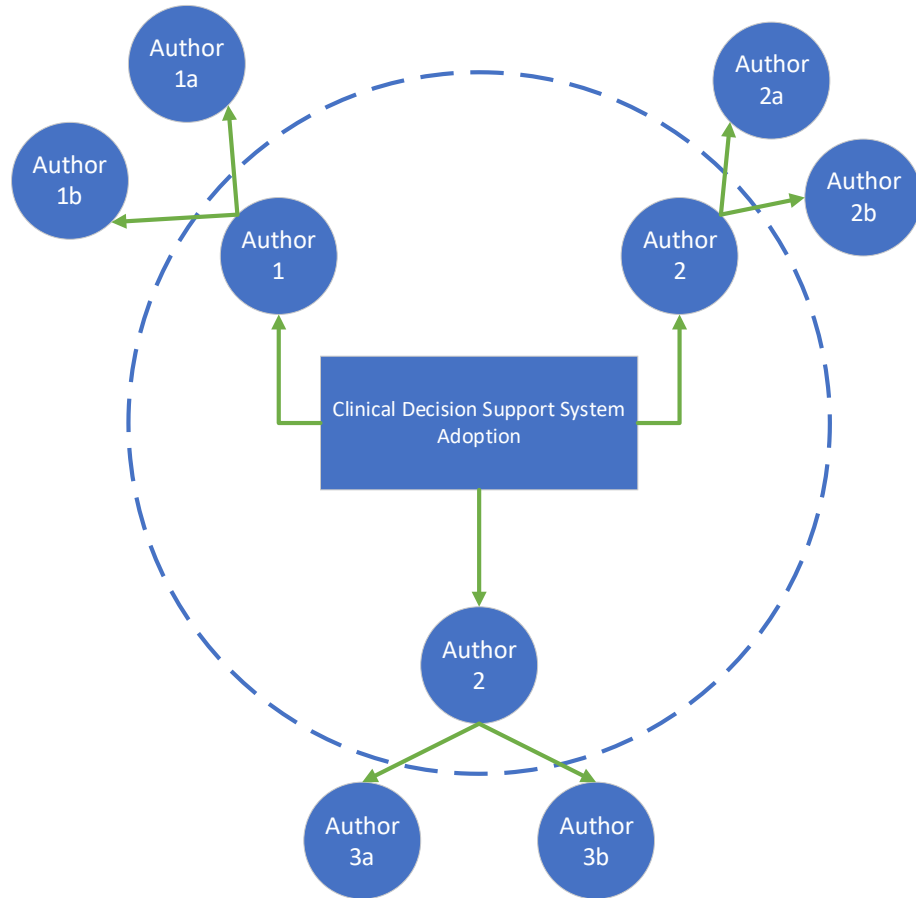 Author
1a
Author
2a
Author
1b
Author
2b
Author
1
Author
2
Clinical Decision Support System
Adoption
Author
2
Author
3a
Author
3b